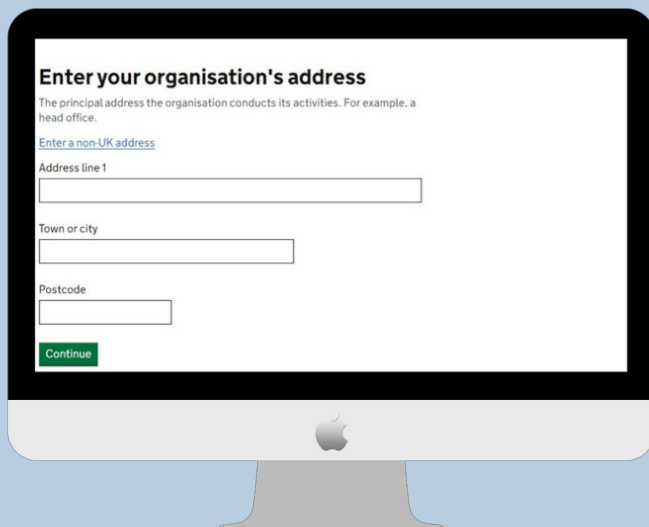 Enter your organisation's address
The principal address the organisation conducts its activities. For example, a
head office.
Enter a non-UK address
Address line 1
Town or city
Postcode
Continue